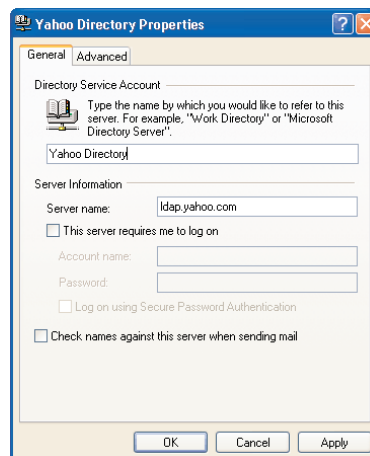 Yahoo Directory Properties
General
Advanced
Directory Service Account
Type the name by which you would like to refer to this
server. For example, "Work Directory" or "Microsoft
Directory Server".
Yahoo Directory
Server Information
Server name:
ldap.yahoo.com
This server requires me to log on
Account name:
Password:
Log on using Secure Password Authentication
Check names against this server when sending mail
OK
Cancel
Apply